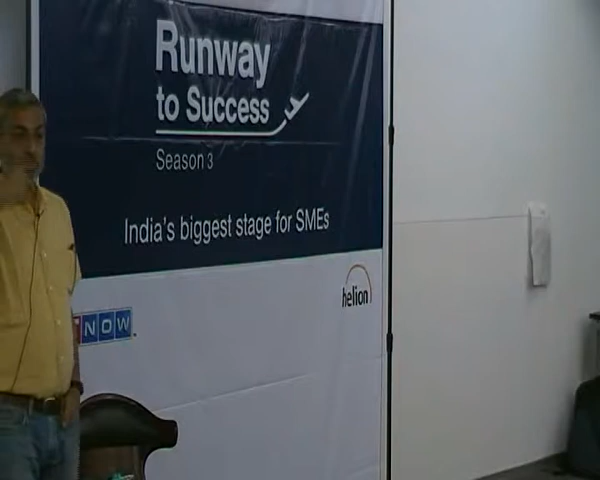 Runway
to Success
Season 3
India's biggest stage for SMEs
helion
NOW